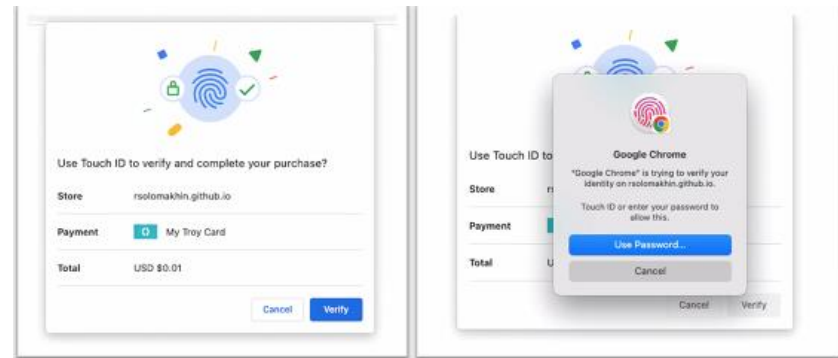 Use Touch ID to verify and complete your purchase?
Store rsolomakhin.github.io
Payment My Troy Card
Total USD $0.01
Cancel Verify
Use Touch ID to
Store
Payment
Total
Cancel Verify
Google Chrome
"Google Chrome" is trying to verify your
identity on rsolomakhin.github.io.
Touch ID or enter your password to
allow this.
Use Password...
Cancel